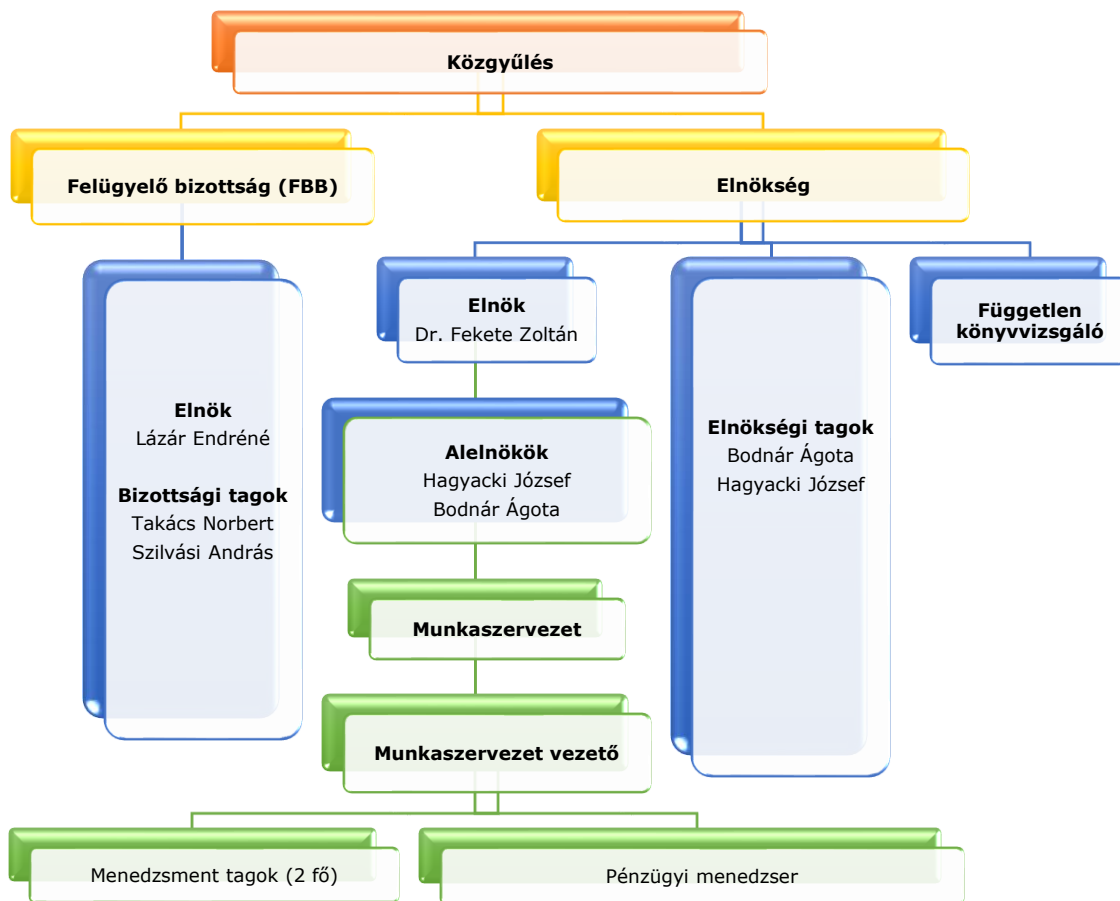 Közgyűlés
Felügyelő bizottság (FBB)
Elnökség
Elnök
Lázár Endréné
Bizottsági tagok
Takács Norbert
Szilvási András
Elnök
Dr. Fekete Zoltán
Alelnökök
Hagyacki József
Bodnár Ágota
Elnökségi tagok
Bodnár Ágota
Hagyacki József
Független
könyvvizsgáló
Munkaszervezet
Munkaszervezet vezető
Menedzsment tagok (2 fő)
Pénzügyi menedzser